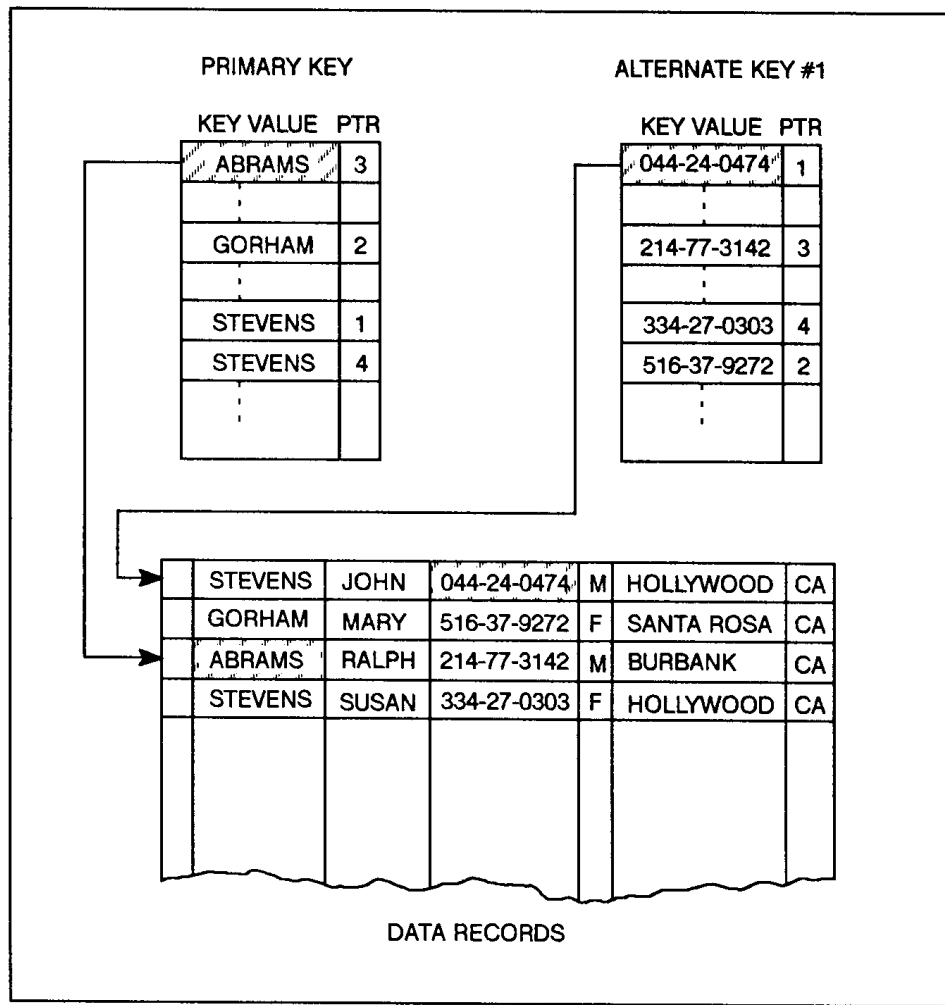 PRIMARY KEY
KEY VALUE PTR
ABRAMS 3
GORHAM 2
STEVENS 1
STEVENS 4
ALTERNATE KEY #1
KEY VALUE PTR
044-24-0474 1
214-77-3142 3
334-27-0303 4
516-37-9272 2
STEVENS JOHN 044-24-0474 M HOLLYWOOD CA
GORHAM MARY 516-37-9272 F SANTA ROSA CA
ABRAMS RALPH 214-77-3142 M BURBANK CA
STEVENS SUSAN 334-27-0303 F HOLLYWOOD CA
DATA RECORDS